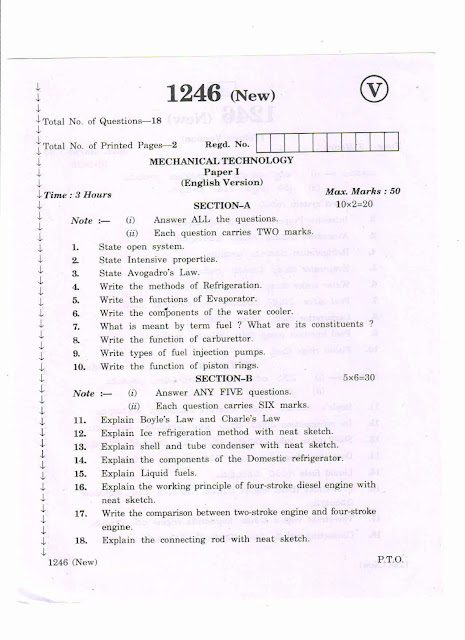 1246 (New)
V
Total No. of Questions—18
Total No. of Printed Pages—2 Regd. No.
MECHANICAL TECHNOLOGY
Paper I
(English Version)
Time : 3 Hours Max. Marks : 50
SECTION-A 10×2=20
Note :— (i) Answer ALL the questions.
(ii) Each question carries TWO marks.
1. State open system.
2. State Intensive properties.
3. State Avogadro's Law.
4. Write the methods of Refrigeration.
5. Write the functions of Evaporator.
6. Write the components of the water cooler.
7. What is meant by term fuel ? What are its constituents ?
8. Write the function of carburettor.
9. Write types of fuel injection pumps.
10. Write the function of piston rings.
SECTION-B 5×6=30
Note :— (i) Answer ANY FIVE questions.
(ii) Each question carries SIX marks.
11. Explain Boyle's Law and Charle's Law
12. Explain Ice refrigeration method with neat sketch.
13. Explain shell and tube condenser with neat sketch.
14. Explain the components of the Domestic refrigerator.
15. Explain Liquid fuels.
16. Explain the working principle of four-stroke diesel engine with
neat sketch.
17. Write the comparison between two-stroke engine and four-stroke
engine.
18. Explain the connecting rod with neat sketch.
1246 (New) P.T.O.